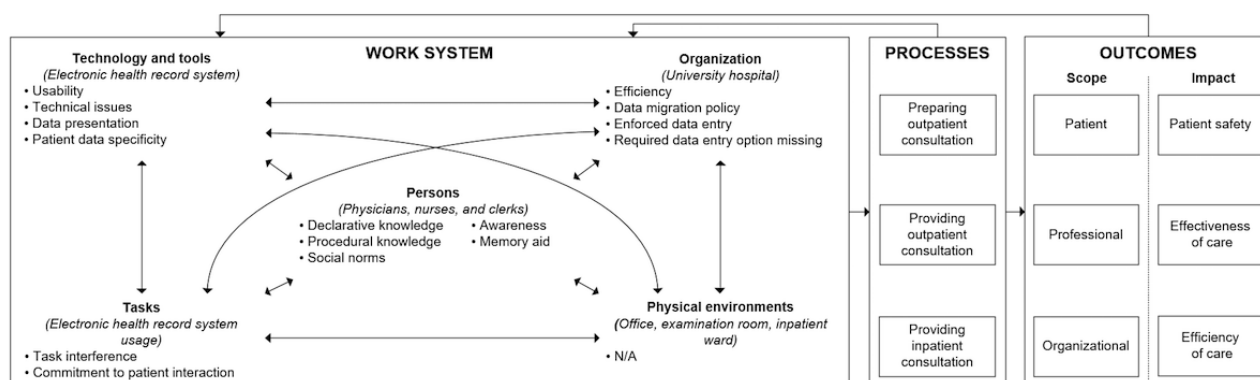 WORK SYSTEM
Technology and tools
(Electronic health record system)
• Usability
• Technical issues
• Data presentation
• Patient data specificity
Organization
(University hospital)
• Efficiency
• Data migration policy
• Enforced data entry
• Required data entry option missing
Persons
(Physicians, nurses, and clerks)
• Declarative knowledge
• Procedural knowledge
• Social norms
• Awareness
• Memory aid
Tasks
(Electronic health record system
usage)
• Task interference
• Commitment to patient interaction
Physical environments
(Office, examination room, inpatient
ward)
• N/A
PROCESSES
Preparing
outpatient
consultation
Providing
outpatient
consultation
Providing
inpatient
consultation
OUTCOMES
Scope
Impact
Patient
Patient safety
Professional
Effectiveness
of care
Organizational
Efficiency
of care